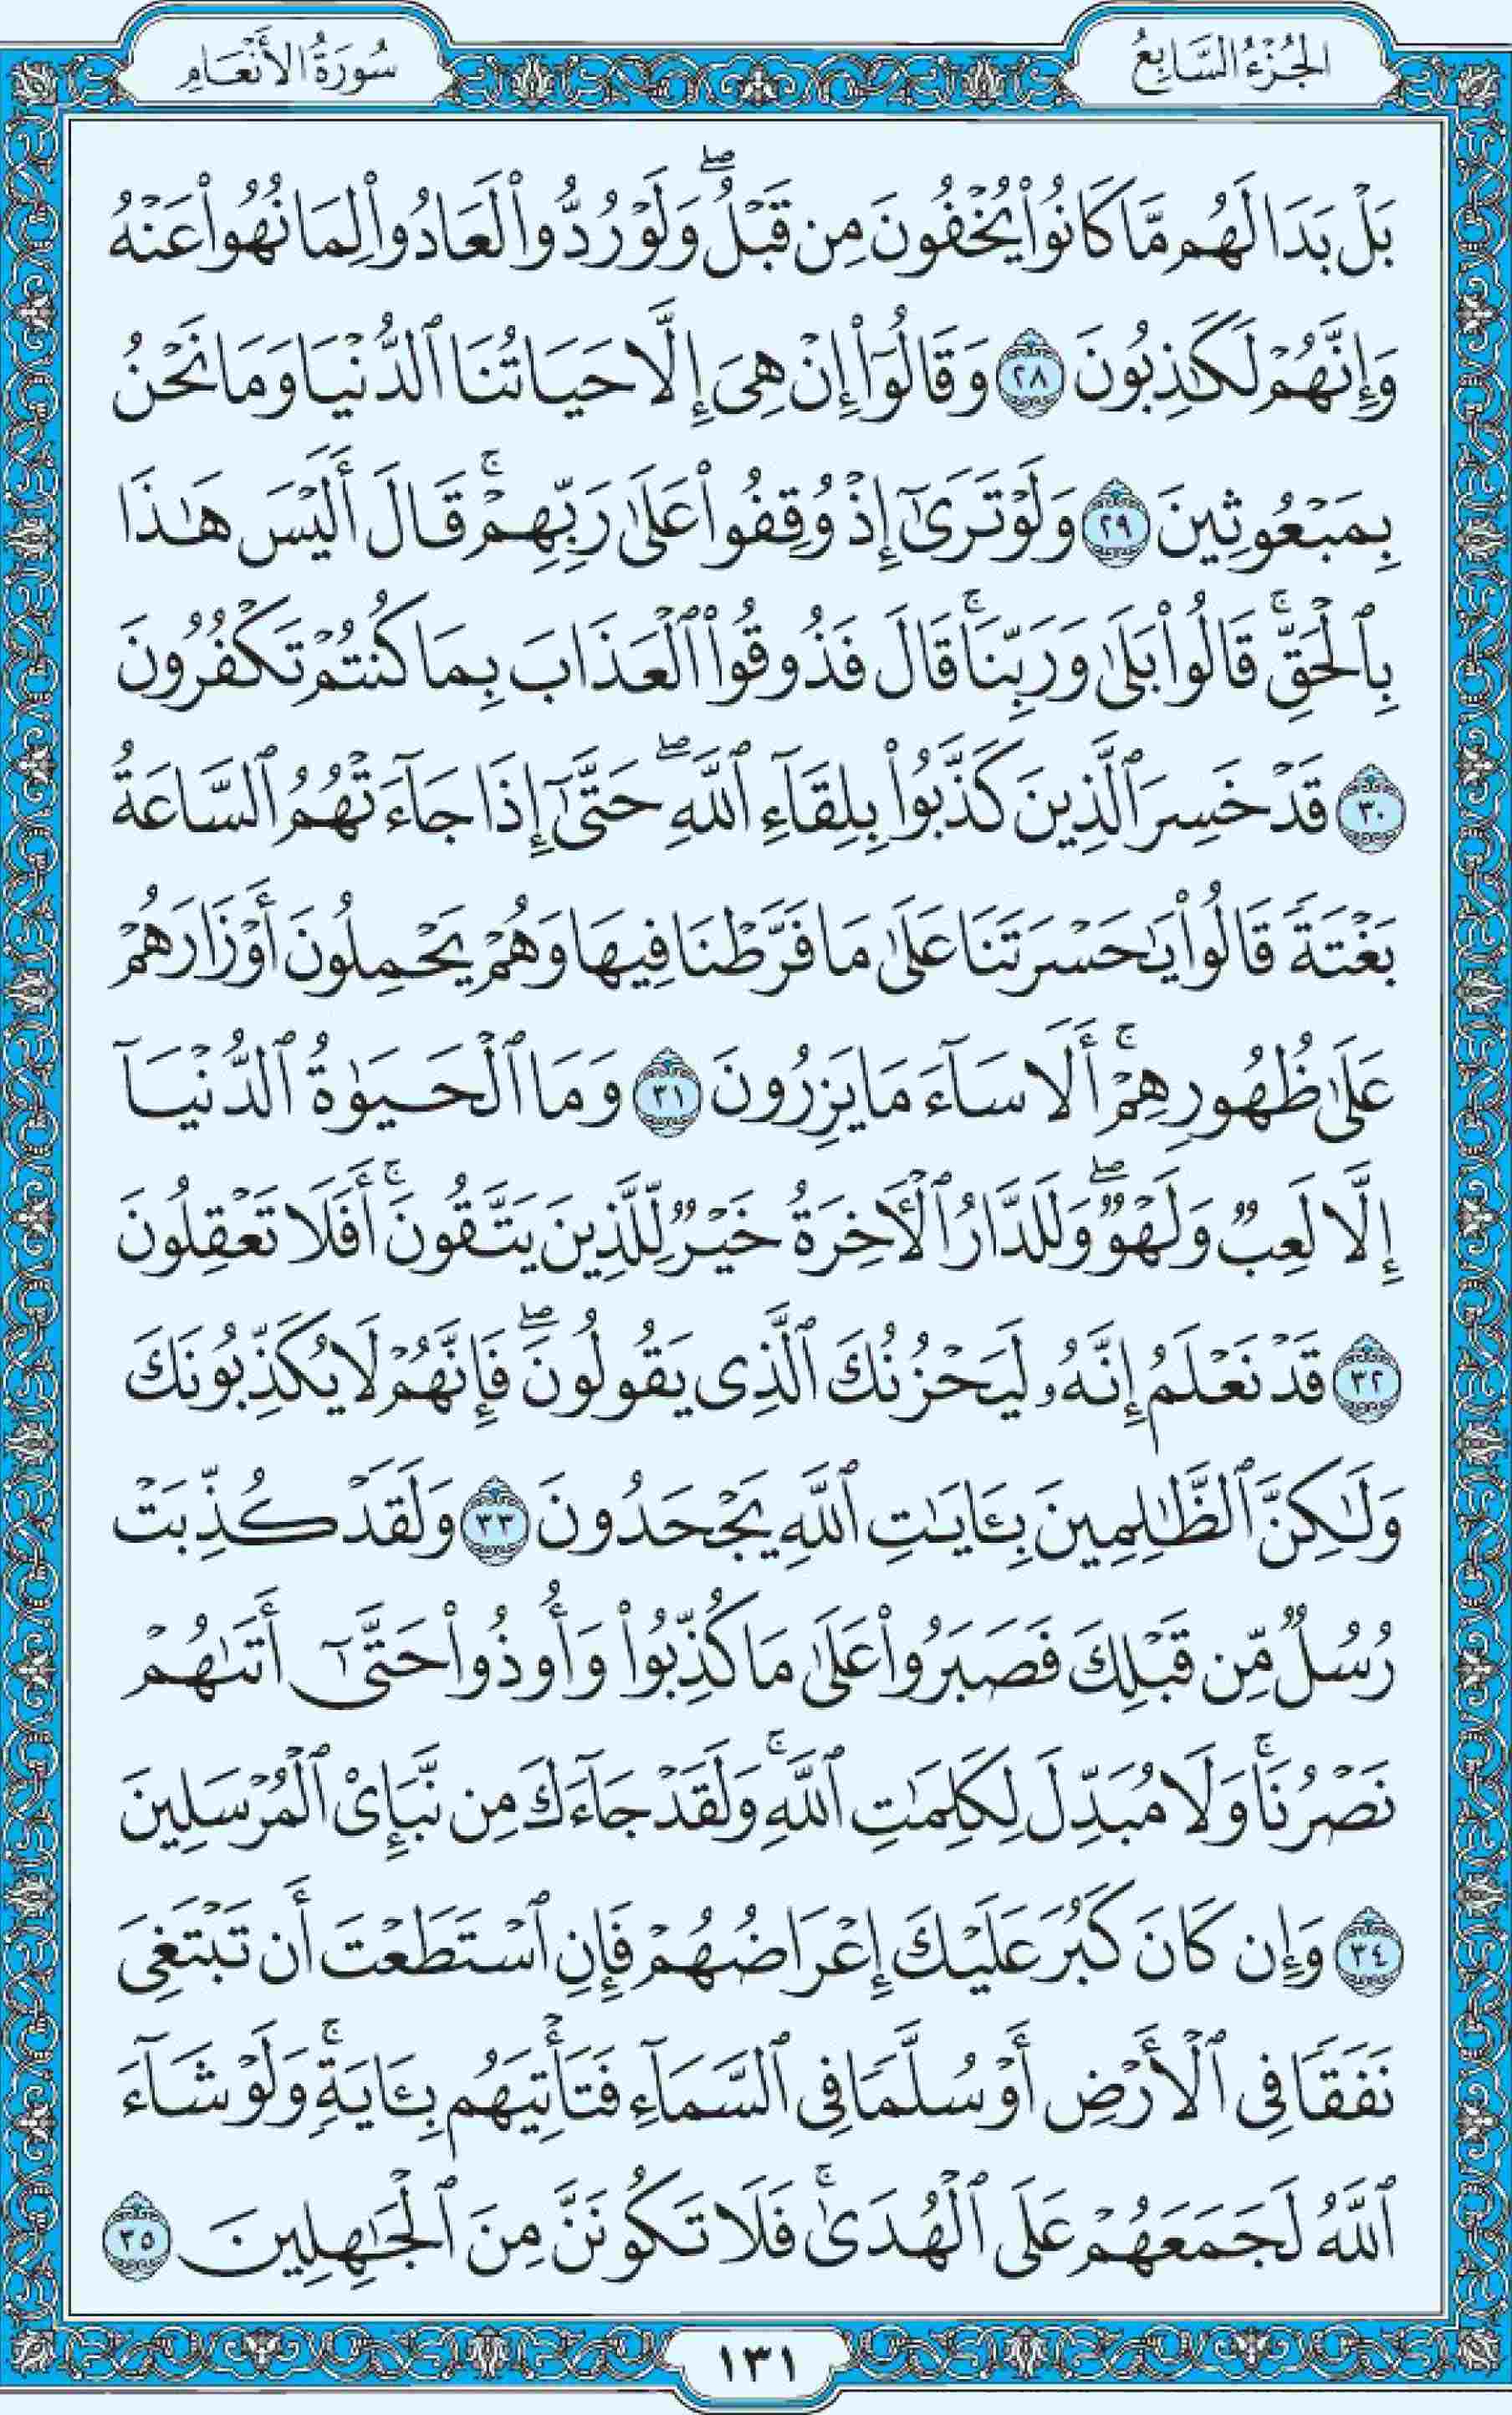 الجُزْءُ السَّابِعُ
سُورَةُ الأَنْعَامِ
بَلْ بَدَا لَهُم مَّا كَانُوا۟ يُخْفُونَ مِن قَبْلُ ۖ وَلَوْ رُدُّوا۟ لَعَادُوا۟ لِمَا نُهُوا۟ عَنْهُ
وَإِنَّهُمْ لَكَـٰذِبُونَ ٢٨ وَقَالُوٓا۟ إِنْ هِىَ إِلَّا حَيَاتُنَا ٱلدُّنْيَا وَمَا نَحْنُ
بِمَبْعُوثِينَ ٢٩ وَلَوْ تَرَىٰٓ إِذْ وُقِفُوا۟ عَلَىٰ رَبِّهِمْ ۚ قَالَ أَلَيْسَ هَـٰذَا
بِٱلْحَقِّ ۚ قَالُوا۟ بَلَىٰ وَرَبِّنَا ۚ قَالَ فَذُوقُوا۟ ٱلْعَذَابَ بِمَا كُنتُمْ تَكْفُرُونَ
٣٠ قَدْ خَسِرَ ٱلَّذِينَ كَذَّبُوا۟ بِلِقَآءِ ٱللَّهِ ۖ حَتَّىٰٓ إِذَا جَآءَتْهُمُ ٱلسَّاعَةُ
بَغْتَةً قَالُوا۟ يَـٰحَسْرَتَنَا عَلَىٰ مَا فَرَّطْنَا فِيهَا وَهُمْ يَحْمِلُونَ أَوْزَارَهُمْ
عَلَىٰ ظُهُورِهِمْ ۚ أَلَا سَآءَ مَا يَزِرُونَ ٣١ وَمَا ٱلْحَيَوٰةُ ٱلدُّنْيَآ
إِلَّا لَعِبٌ وَلَهْوٌ ۖ وَلَلدَّارُ ٱلْـَٔاخِرَةُ خَيْرٌ لِّلَّذِينَ يَتَّقُونَ ۗ أَفَلَا تَعْقِلُونَ
٣٢ قَدْ نَعْلَمُ إِنَّهُۥ لَيَحْزُنُكَ ٱلَّذِى يَقُولُونَ ۖ فَإِنَّهُمْ لَا يُكَذِّبُونَكَ
وَلَـٰكِنَّ ٱلظَّـٰلِمِينَ بِـَٔايَـٰتِ ٱللَّهِ يَجْحَدُونَ ٣٣ وَلَقَدْ كُذِّبَتْ
رُسُلٌ مِّن قَبْلِكَ فَصَبَرُوا۟ عَلَىٰ مَا كُذِّبُوا۟ وَأُوذُوا۟ حَتَّىٰٓ أَتَىٰهُمْ
نَصْرُنَا ۚ وَلَا مُبَدِّلَ لِكَلِمَـٰتِ ٱللَّهِ ۚ وَلَقَدْ جَآءَكَ مِن نَّبَإِى۟ ٱلْمُرْسَلِينَ
٣٤ وَإِن كَانَ كَبُرَ عَلَيْكَ إِعْرَاضُهُمْ فَإِنِ ٱسْتَطَعْتَ أَن تَبْتَغِىَ
نَفَقًا فِى ٱلْأَرْضِ أَوْ سُلَّمًا فِى ٱلسَّمَآءِ فَتَأْتِيَهُم بِـَٔايَةٍ ۚ وَلَوْ شَآءَ
ٱللَّهُ لَجَمَعَهُمْ عَلَى ٱلْهُدَىٰ ۚ فَلَا تَكُونَنَّ مِنَ ٱلْجَـٰهِلِينَ ٣٥
١٣١